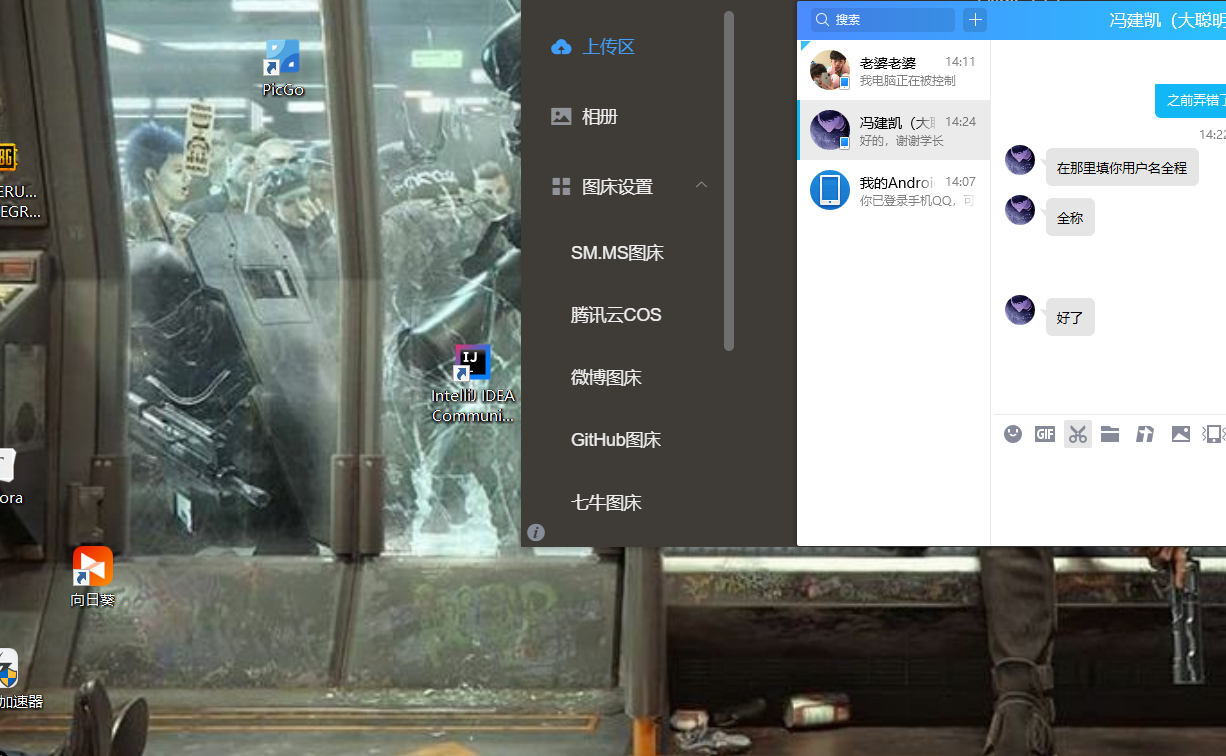 PicGo
BG
ERU...
EGR...
IJ
IntelliJ IDEA
Communi...
ora
向日葵
加速器
上传区
相册
图床设置
SM.MS图床
腾讯云COS
微博图床
GitHub图床
七牛图床
i
搜索
冯建凯（大聪明
老婆老婆
14:11
我电脑正在被控制
冯建凯（大
14:24
好的，谢谢学长
我的Androi
14:07
你已登录手机QQ，可
之前弄错了
14:22
在那里填你用户名全程
全称
好了
GIF